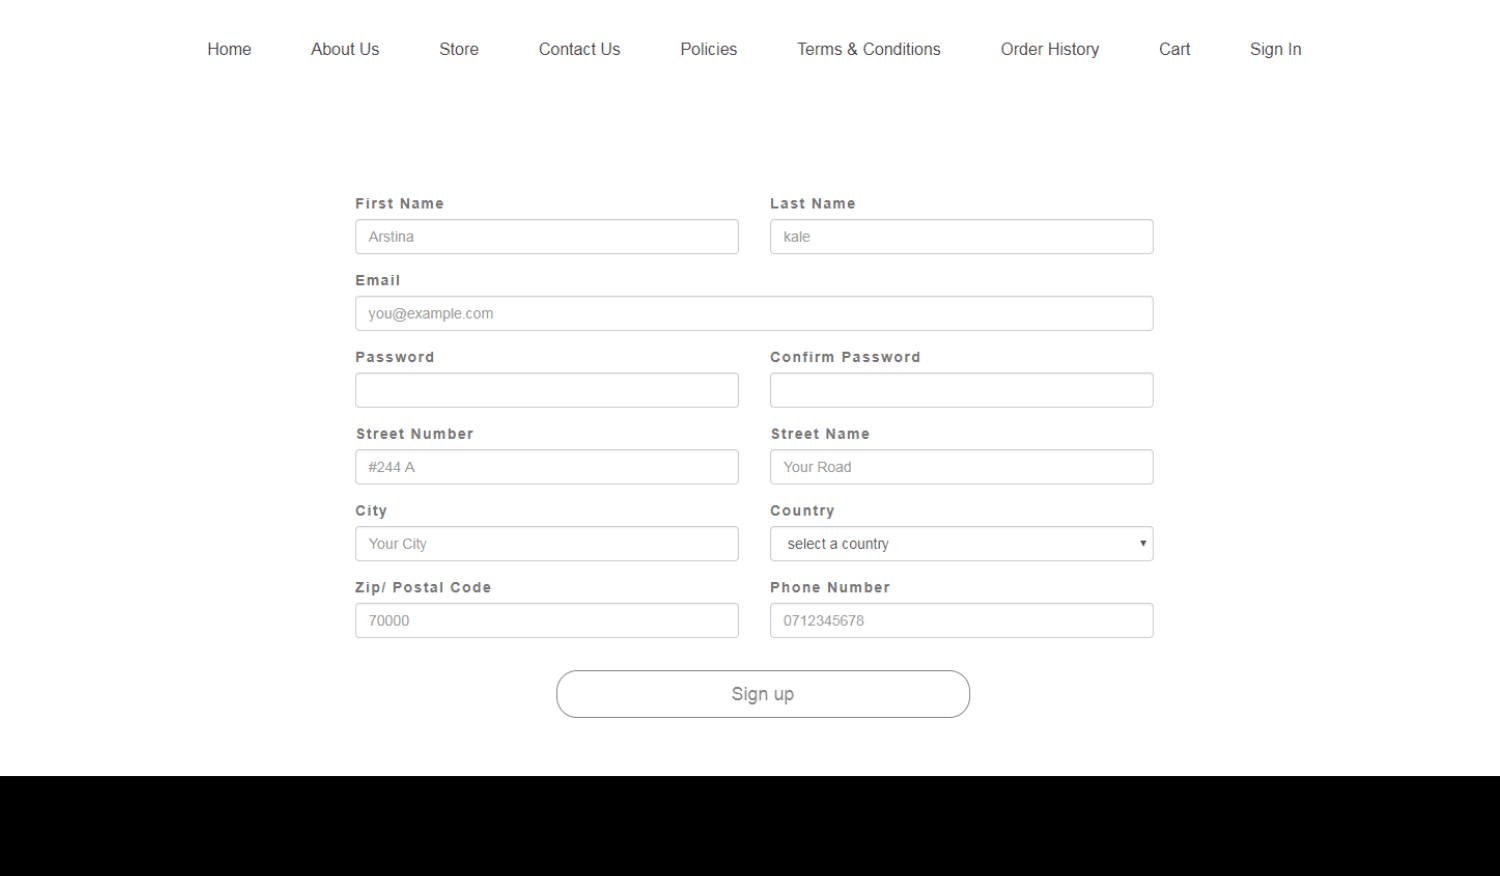 Home About Us Store Contact Us Policies Terms & Conditions Order History Cart Sign In
First Name Last Name
Arstina kale
Email
you@example.com
Password Confirm Password
Street Number Street Name
#244 A Your Road
City Country
Your City select a country
Zip/ Postal Code Phone Number
70000 0712345678
Sign up